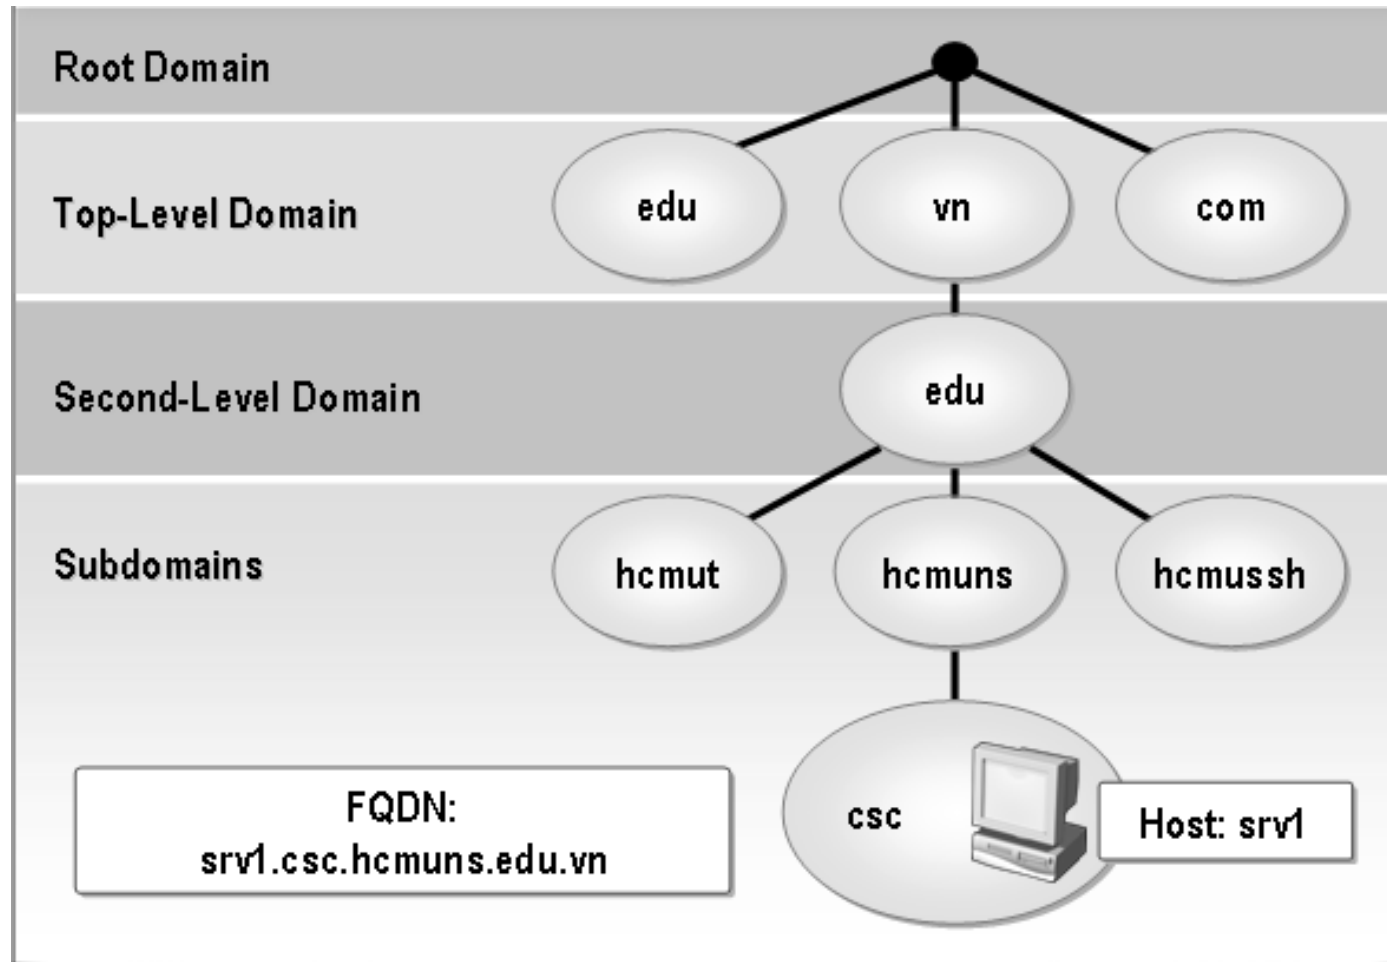 Root Domain
Top-Level Domain
edu
vn
com
Second-Level Domain
edu
Subdomains
hcmut
hcmuns
hcmussh
FQDN:
srv1.csc.hcmuns.edu.vn
csc
Host: srv1